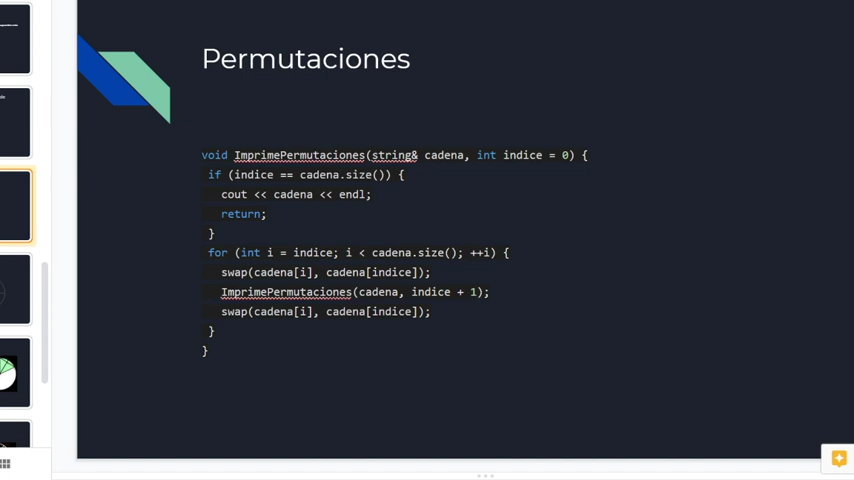 Permutaciones
void ImprimePermutaciones(string& cadena, int indice = 0) {
if (indice == cadena.size()) {
cout << cadena << endl;
return;
}
for (int i = indice; i < cadena.size(); ++i) {
swap(cadena[i], cadena[indice]);
ImprimePermutaciones(cadena, indice + 1);
swap(cadena[i], cadena[indice]);
}
}